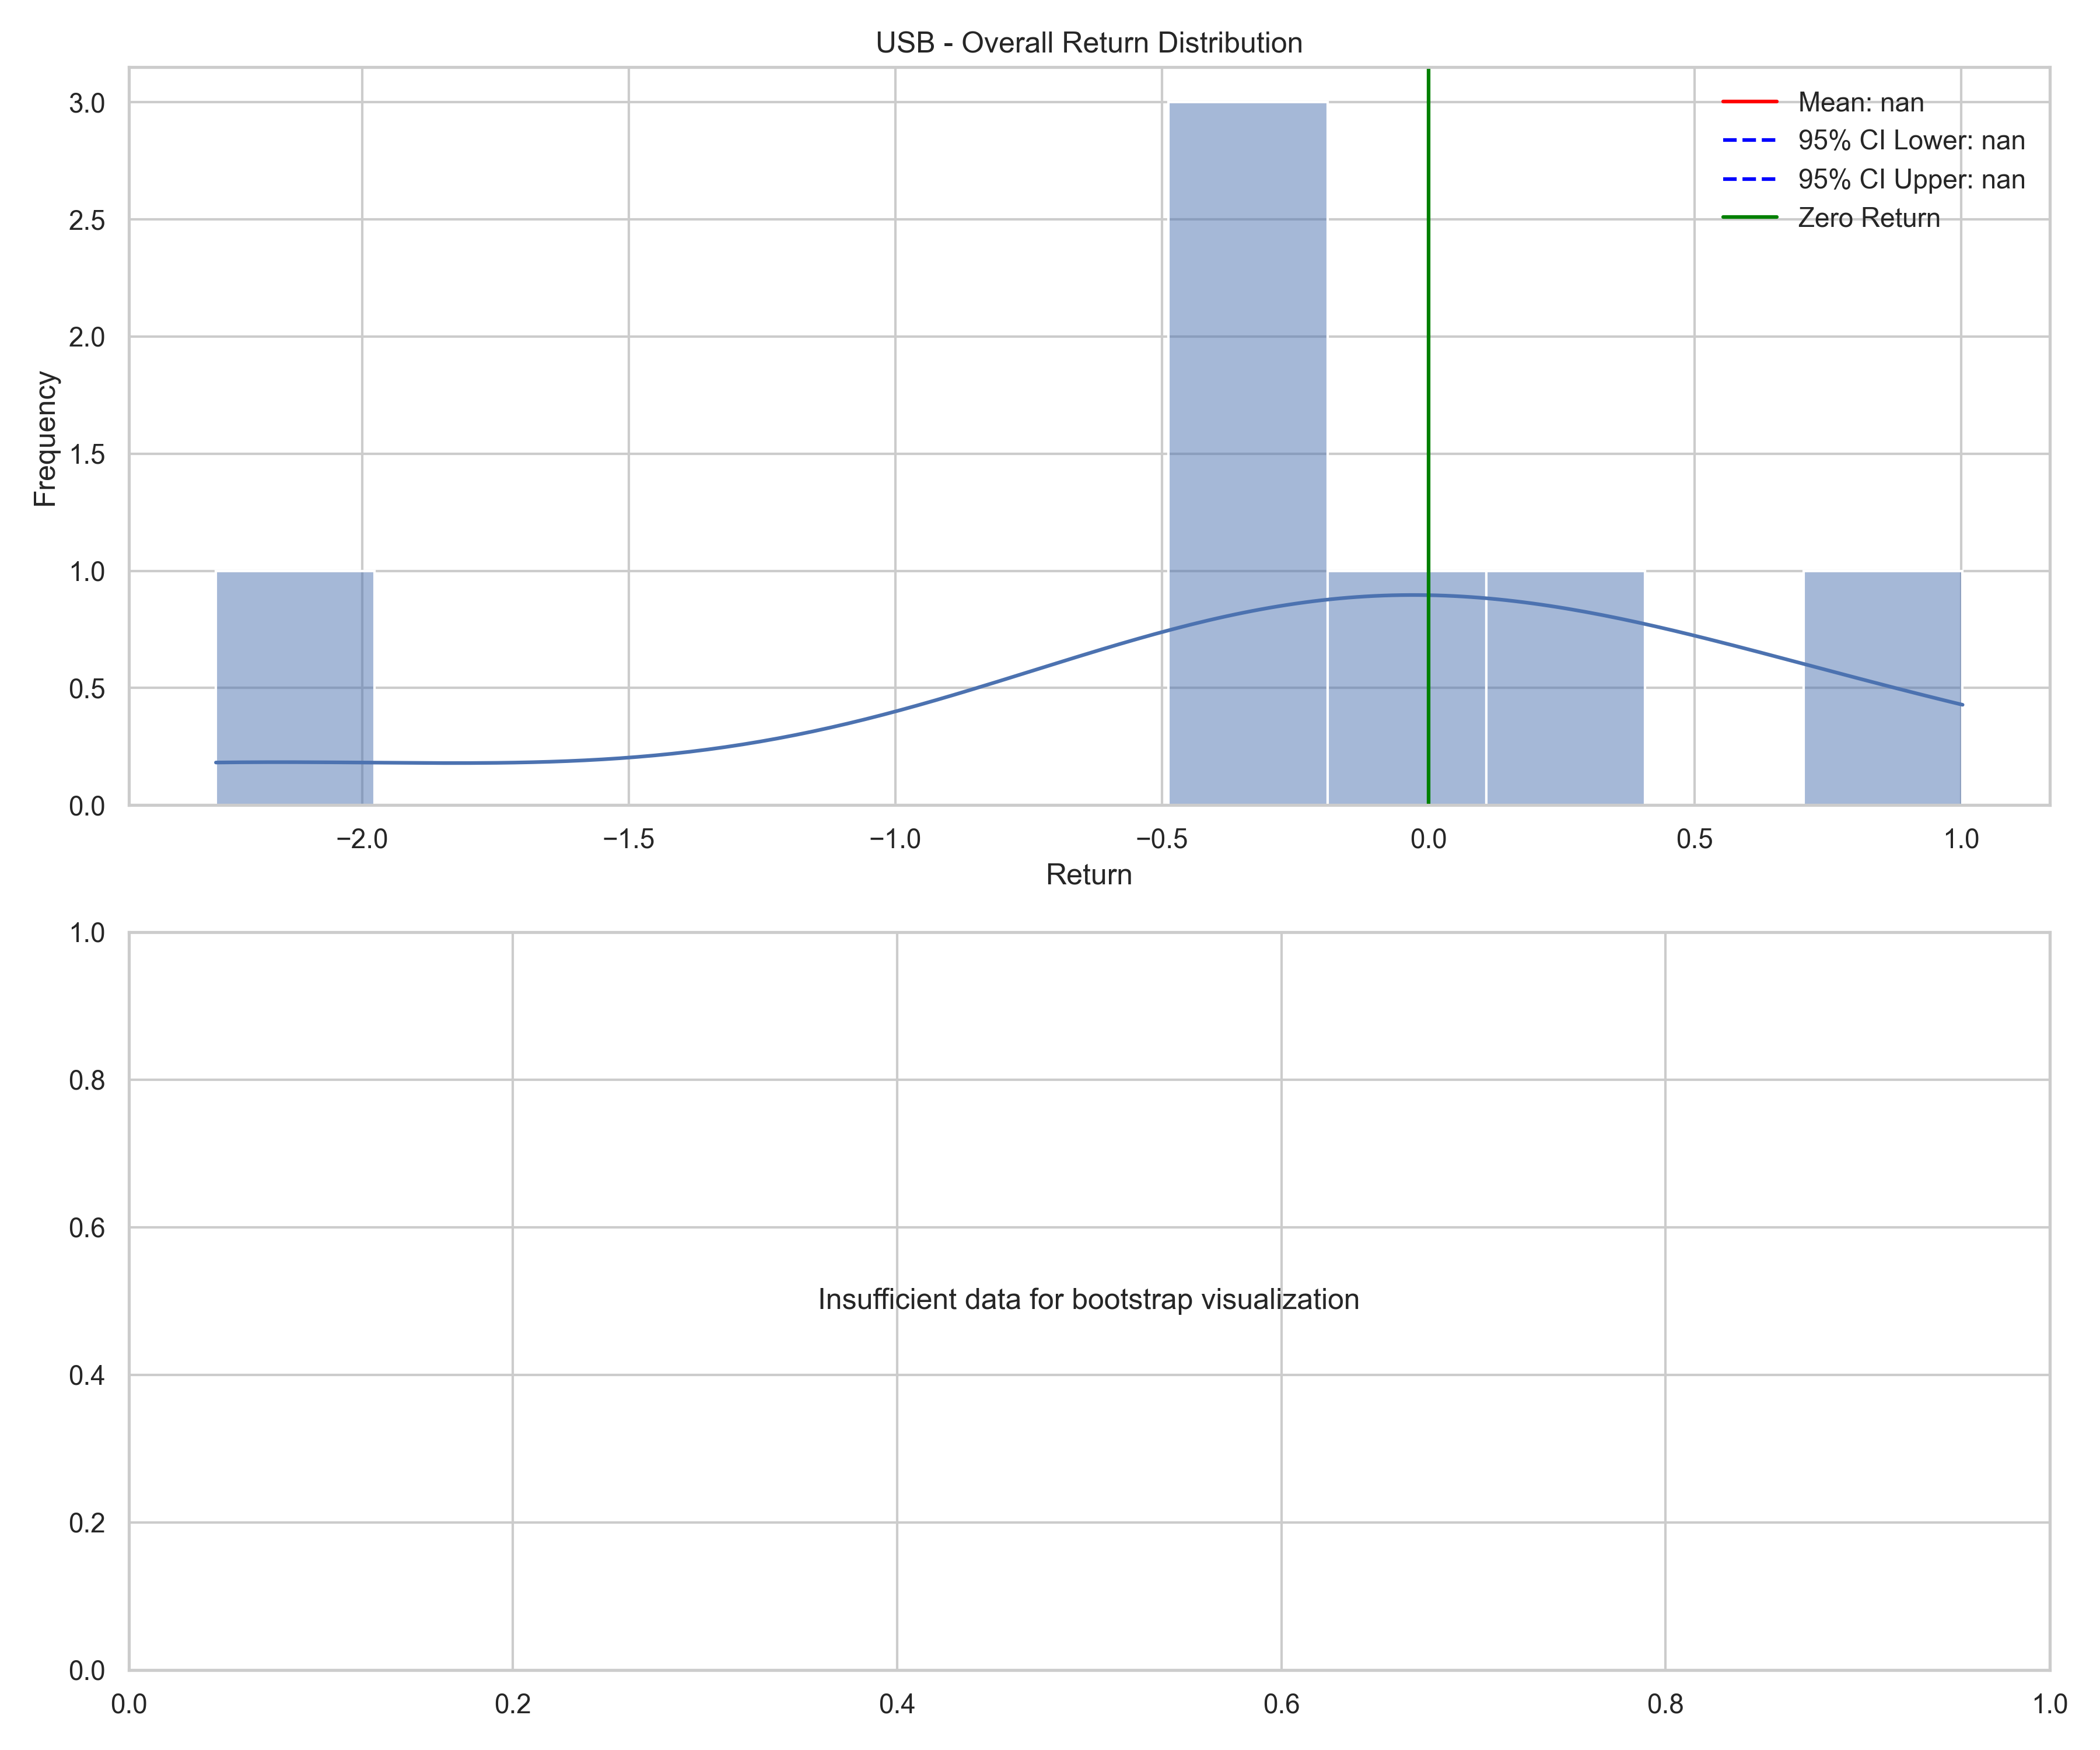 USB - Overall Return Distribution
3.0
2.5
2.0
1.5
1.0
0.5
0.0
Frequency
Mean: nan
95% CI Lower: nan
95% CI Upper: nan
Zero Return
−2.0 −1.5 −1.0 −0.5 0.0 0.5 1.0
Return
1.0
0.8
0.6
0.4
0.2
0.0
Insufficient data for bootstrap visualization
0.0 0.2 0.4 0.6 0.8 1.0